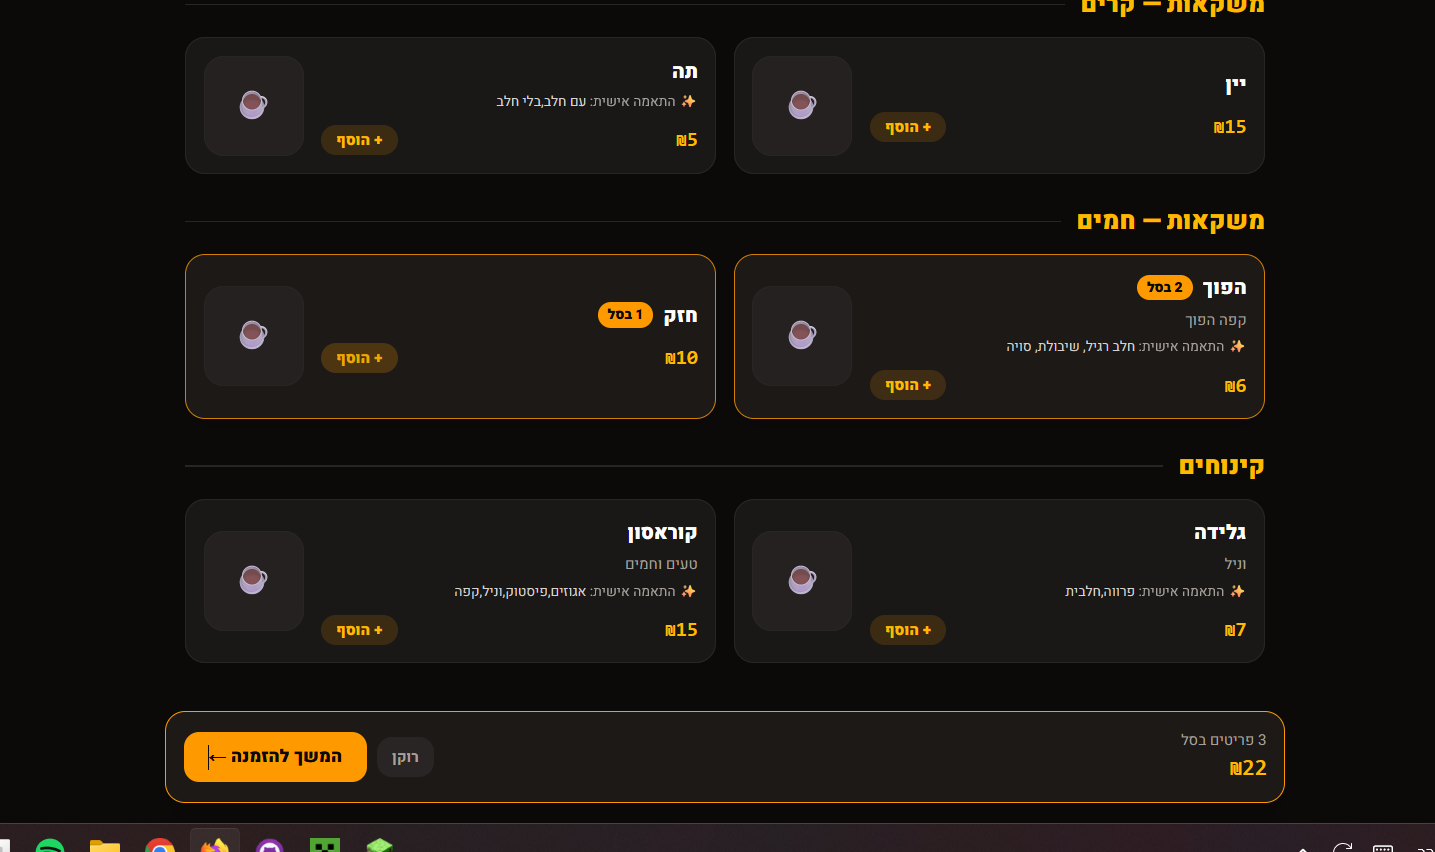 משקאות — קרים
יין
₪15
+ הוסף
תה
✨ התאמה אישית: עם חלב,בלי חלב
₪5
+ הוסף
משקאות — חמים
הפוך 2 בסל
קפה הפוך
✨ התאמה אישית: חלב רגיל, שיבולת, סויה
₪6
+ הוסף
חזק 1 בסל
₪10
+ הוסף
קינוחים
גלידה
וניל
✨ התאמה אישית: פרווה,חלבית
₪7
+ הוסף
קוראסון
טעים וחמים
✨ התאמה אישית: אגוזים,פיסטוק,וניל,קפה
₪15
+ הוסף
3 פריטים בסל
₪22
רוקן
המשך להזמנה ←